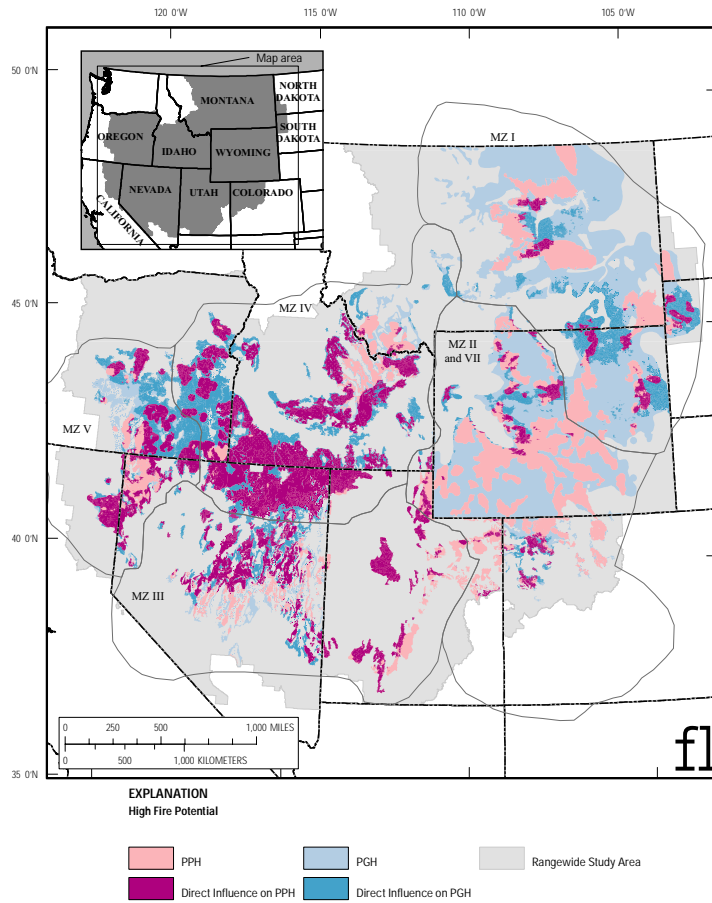 120 0'W 115 0'W 110 0'W 105 0'W
50 0'N
Map area
NORTH
DAKOTA
MONTANA
SOUTH
DAKOTA
OREGON
IDAHO
WYOMING
NEVADA
UTAH
COLORADO
CALIFORNIA
MZ I
45 0'N
MZ IV
MZ II
and VII
MZ V
40 0'N
MZ III
0 250 500 1,000 MILES
0 500 1,000 KILOMETERS
fl
35 0'N
EXPLANATION
High Fire Potential
PPH PGH Rangewide Study Area
Direct Influence on PPH Direct Influence on PGH